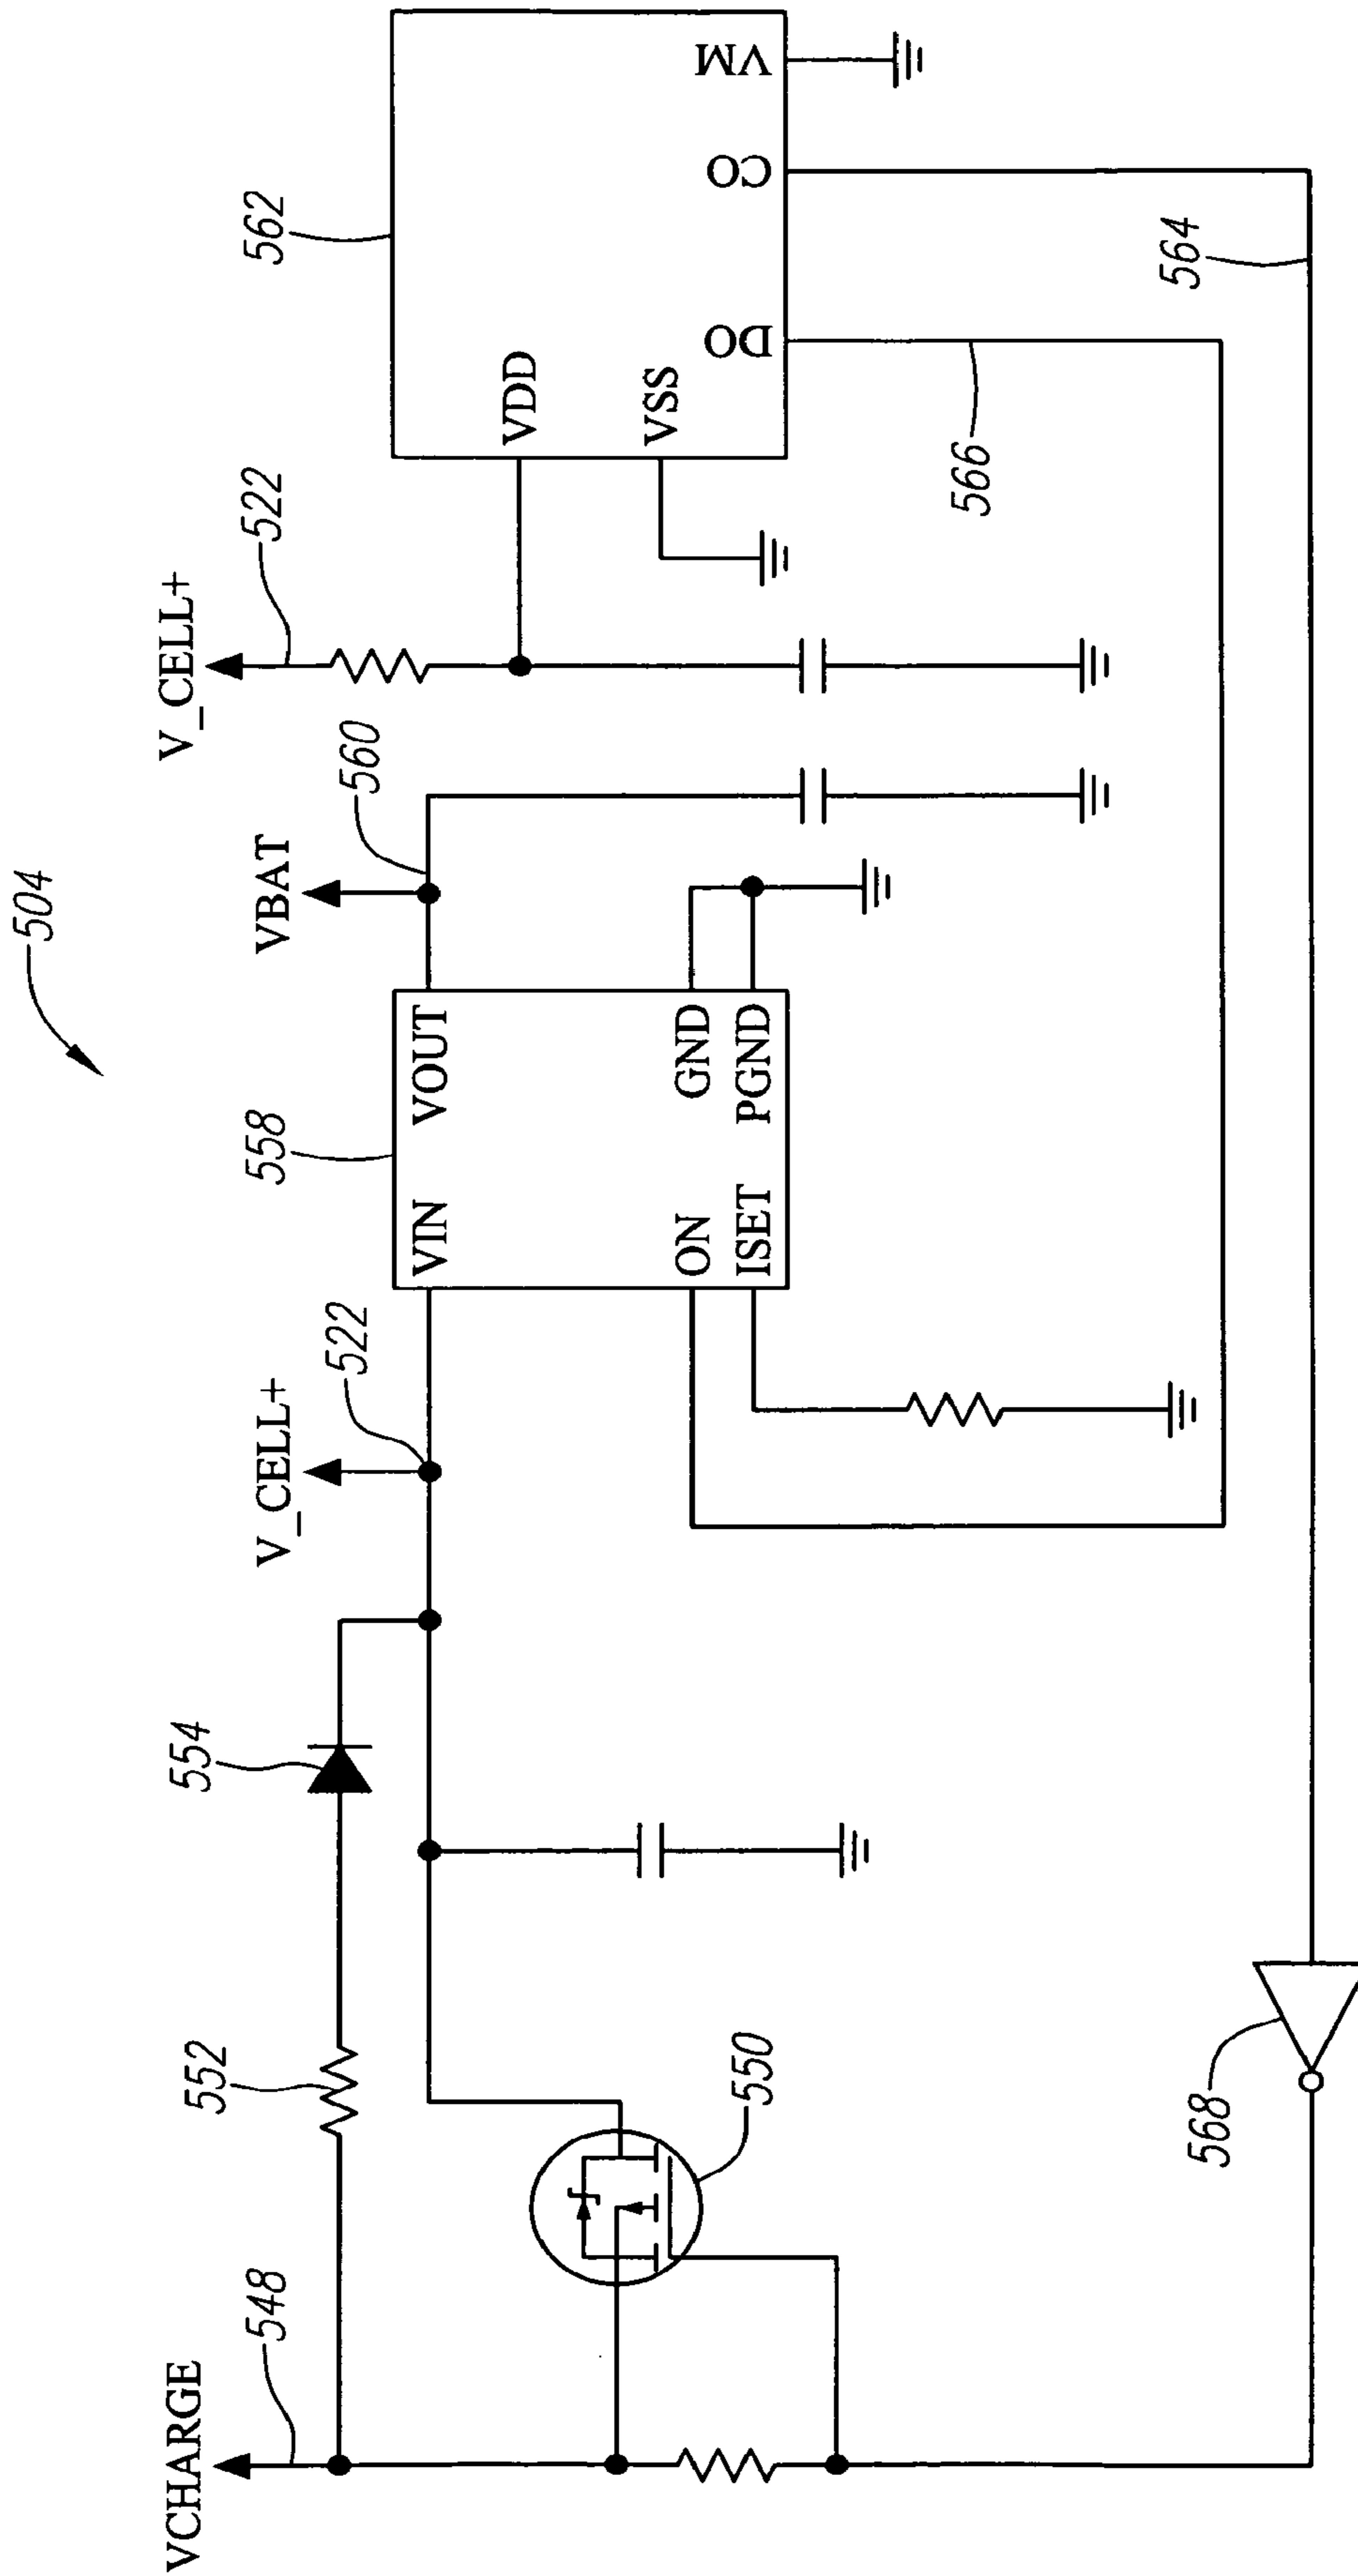 504
VCHARGE
548
552
554
V_CELL+
522
558
VIN
VOUT
ON
GND
ISET
PGND
VBAT
560
V_CELL+
522
562
VDD
VSS
DO
CO
VM
550
566
564
568